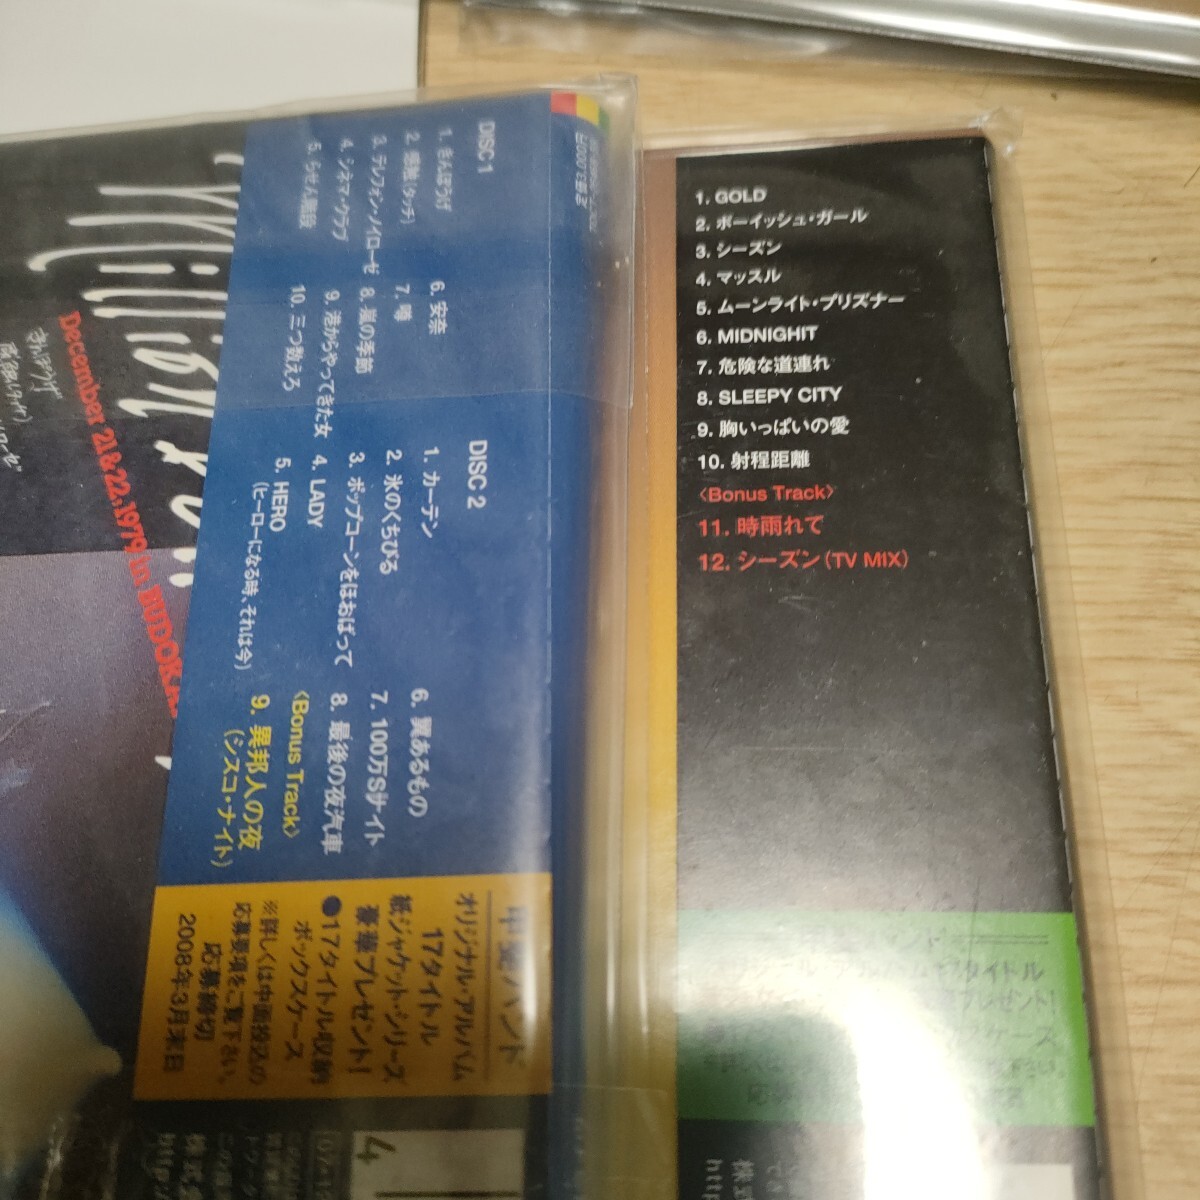 December 21&22,1979 in BUDOKA
DISC 1
1. きんぽうげ
2. 感触(タッチ)
3. テレフォン・ノイローゼ
4. シネマ・クラブ
5. らせん階段
6. 安奈
7. 噂
8. 嵐の季節
9. 港からやってきた女
10. 三つ数えろ
DISC 2
1. カーテン
2. 氷のくちびる
3. ポップコーンをほおばって
4. LADY
5. HERO
(ヒーローになる時、それは今)
6. 翼あるもの
7. 100万$サイト
8. 最後の夜汽車
〈Bonus Track〉
9. 異邦人の夜
(シスコ・ナイト)
甲斐バンド
オリジナル・アルバム
17タイトル
紙ジャケット・シリーズ
豪華プレゼント!
●17タイトル収納
ボックスケース
※詳しくは中面投込の
応募要項をご覧下さい。
応募締切
2008年3月末日
4
1. GOLD
2. ボーイッシュ・ガール
3. シーズン
4. マッスル
5. ムーンライト・プリズナー
6. MIDNIGHIT
7. 危険な道連れ
8. SLEEPY CITY
9. 胸いっぱいの愛
10. 射程距離
〈Bonus Track〉
11. 時雨れて
12. シーズン(TV MIX)